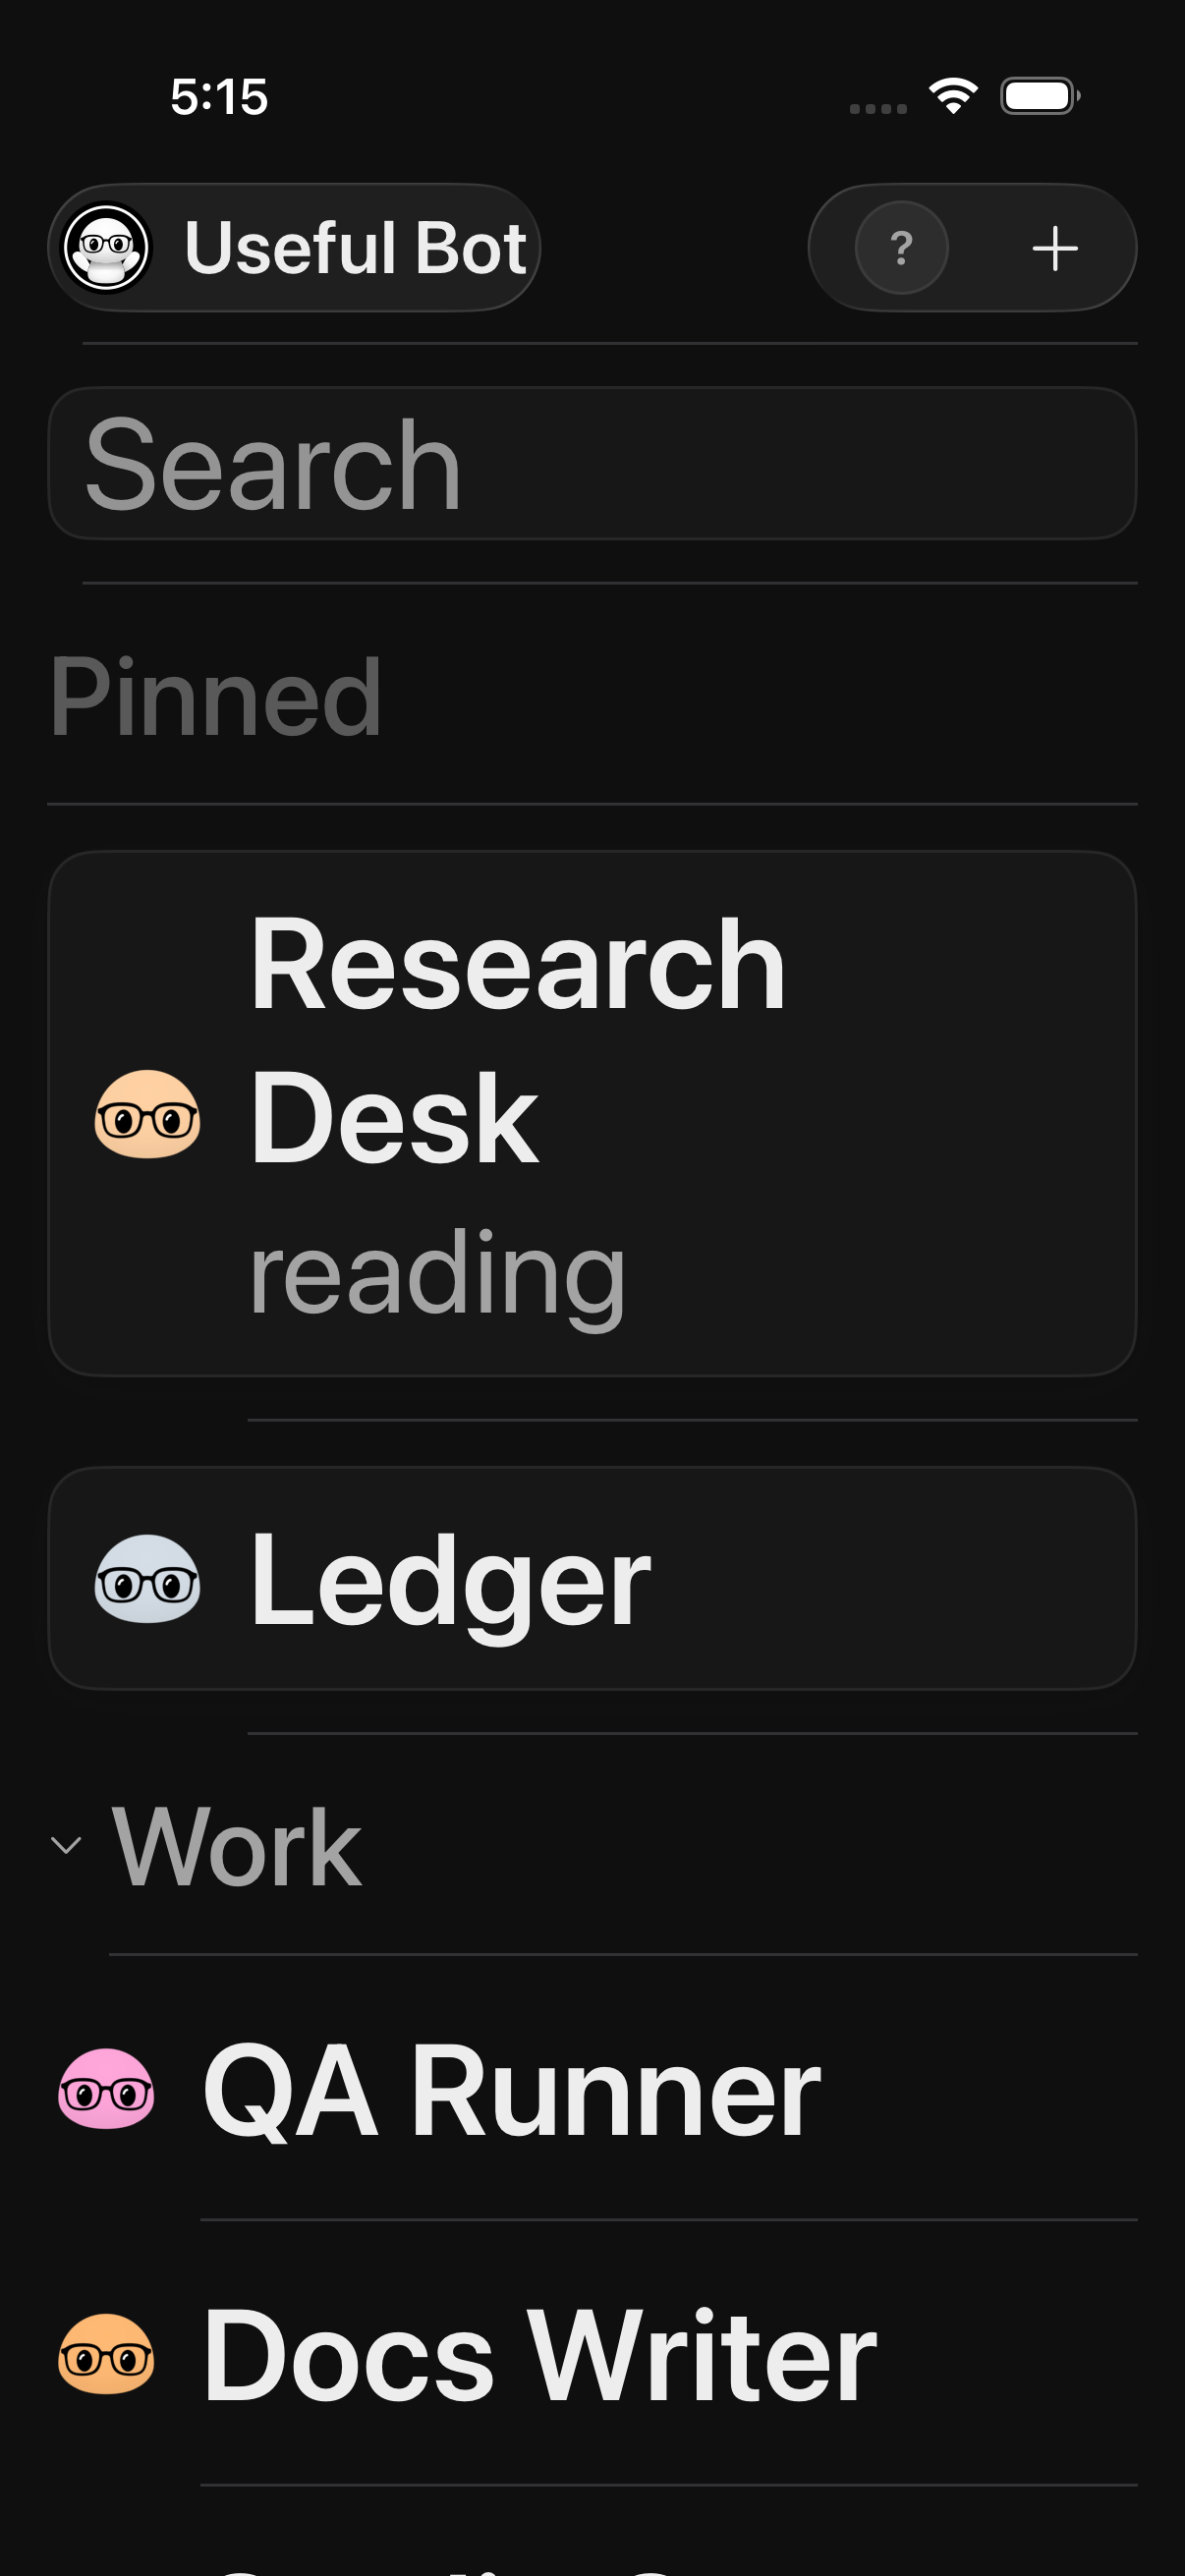 5:15
Useful Bot
?
Search
Pinned
Research
Desk
reading
Ledger
Work
QA Runner
Docs Writer